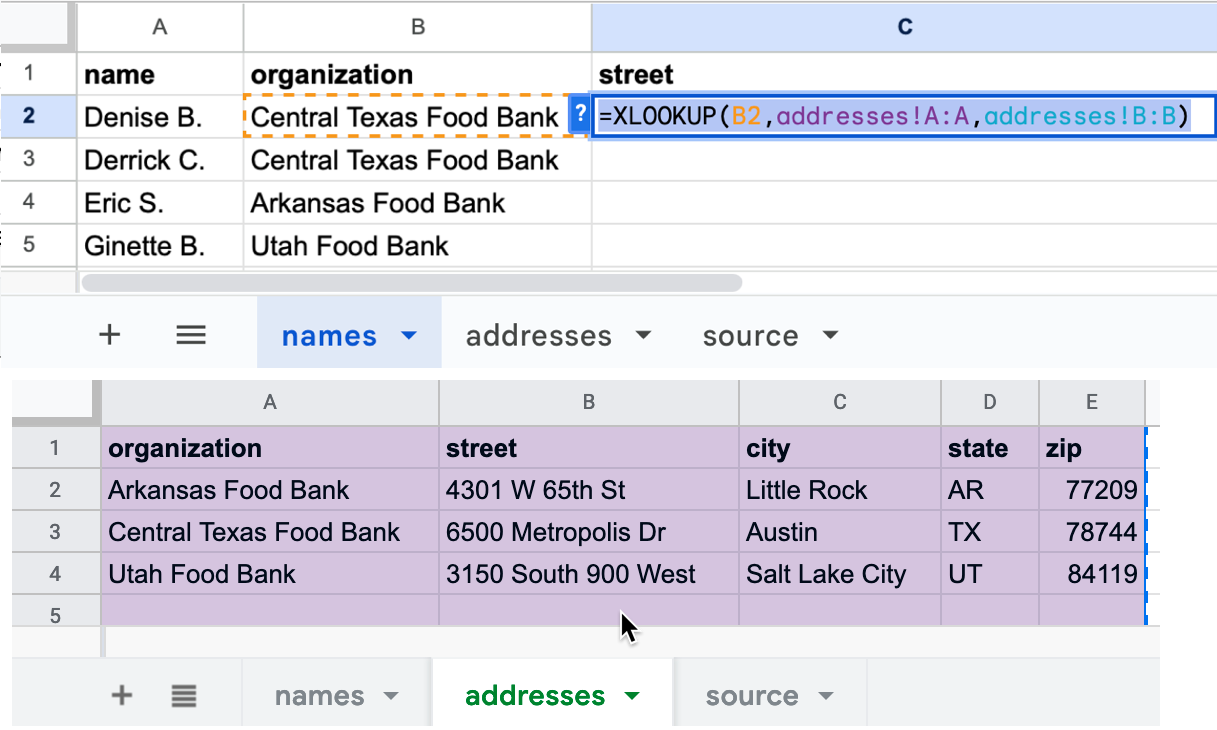 A B C
1 name organization street
2 Denise B. Central Texas Food Bank ? =XLOOKUP(B2,addresses!A:A,addresses!B:B)
3 Derrick C. Central Texas Food Bank
4 Eric S. Arkansas Food Bank
5 Ginette B. Utah Food Bank
+ names addresses source
A B C D E
1 organization street city state zip
2 Arkansas Food Bank 4301 W 65th St Little Rock AR 77209
3 Central Texas Food Bank 6500 Metropolis Dr Austin TX 78744
4 Utah Food Bank 3150 South 900 West Salt Lake City UT 84119
5
+ names addresses source